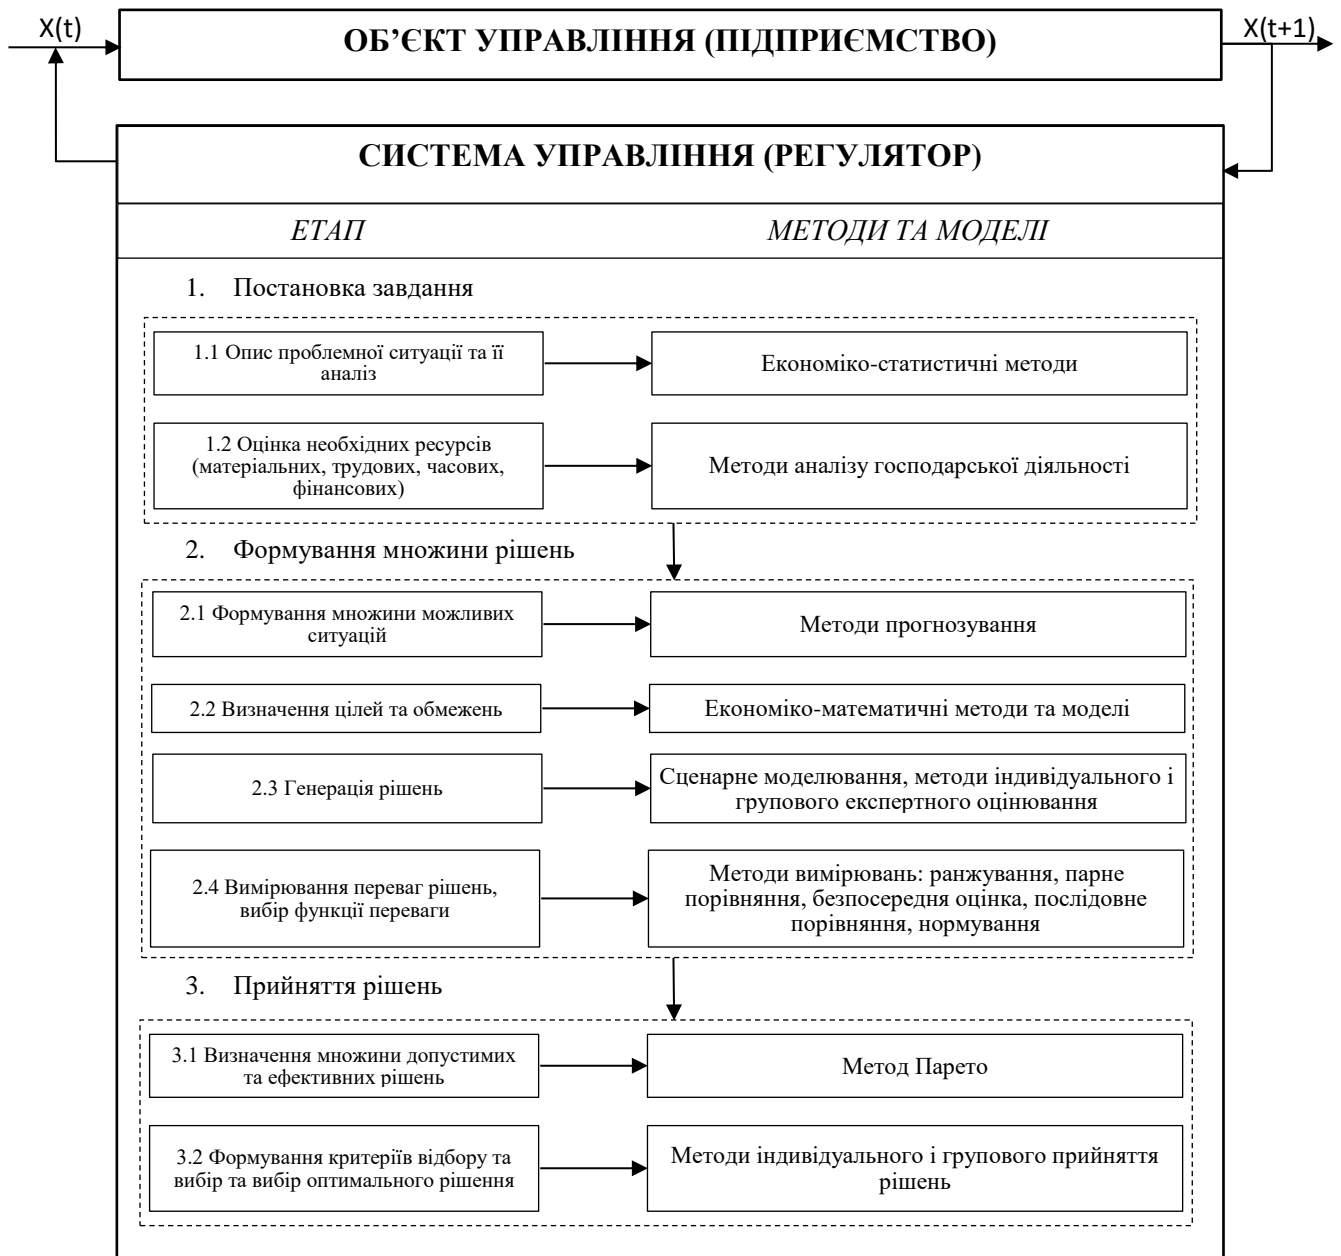 X(t)
ОБ’ЄКТ УПРАВЛІННЯ (ПІДПРИЄМСТВО)
X(t+1)
СИСТЕМА УПРАВЛІННЯ (РЕГУЛЯТОР)
ЕТАП
МЕТОДИ ТА МОДЕЛІ
1. Постановка завдання
1.1 Опис проблемної ситуації та її
аналіз
Економіко-статистичні методи
1.2 Оцінка необхідних ресурсів
(матеріальних, трудових, часових,
фінансових)
Методи аналізу господарської діяльності
2. Формування множини рішень
2.1 Формування множини можливих
ситуацій
Методи прогнозування
2.2 Визначення цілей та обмежень
Економіко-математичні методи та моделі
2.3 Генерація рішень
Сценарне моделювання, методи індивідуального і
групового експертного оцінювання
2.4 Вимірювання переваг рішень,
вибір функції переваги
Методи вимірювань: ранжування, парне
порівняння, безпосередня оцінка, послідовне
порівняння, нормування
3. Прийняття рішень
3.1 Визначення множини допустимих
та ефективних рішень
Метод Парето
3.2 Формування критеріїв відбору та
вибір та вибір оптимального рішення
Методи індивідуального і групового прийняття
рішень